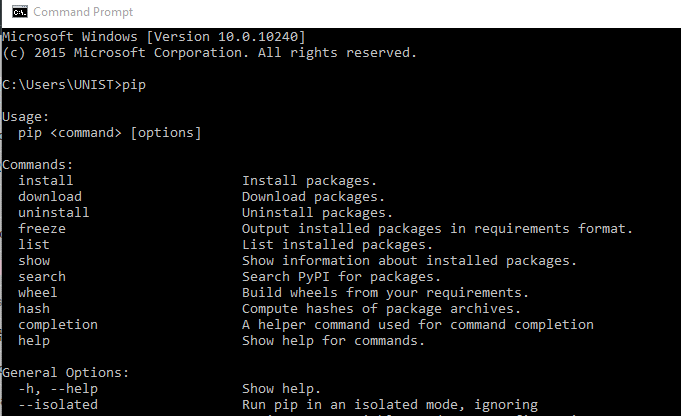 Command Prompt
Microsoft Windows [Version 10.0.10240]
(c) 2015 Microsoft Corporation. All rights reserved.
C:\Users\UNIST>pip
Usage:
pip <command> [options]
Commands:
install Install packages.
download Download packages.
uninstall Uninstall packages.
freeze Output installed packages in requirements format.
list List installed packages.
show Show information about installed packages.
search Search PyPI for packages.
wheel Build wheels from your requirements.
hash Compute hashes of package archives.
completion A helper command used for command completion
help Show help for commands.
General Options:
-h, --help Show help.
--isolated Run pip in an isolated mode, ignoring